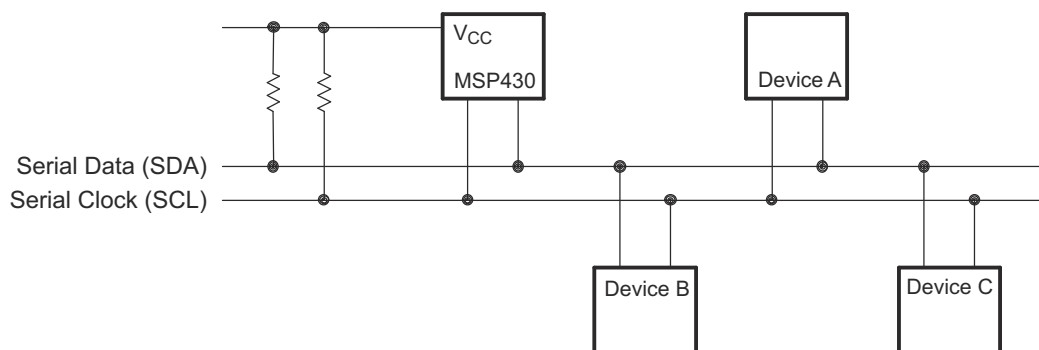 VCC
MSP430
Device A
Serial Data (SDA)
Serial Clock (SCL)
Device B
Device C